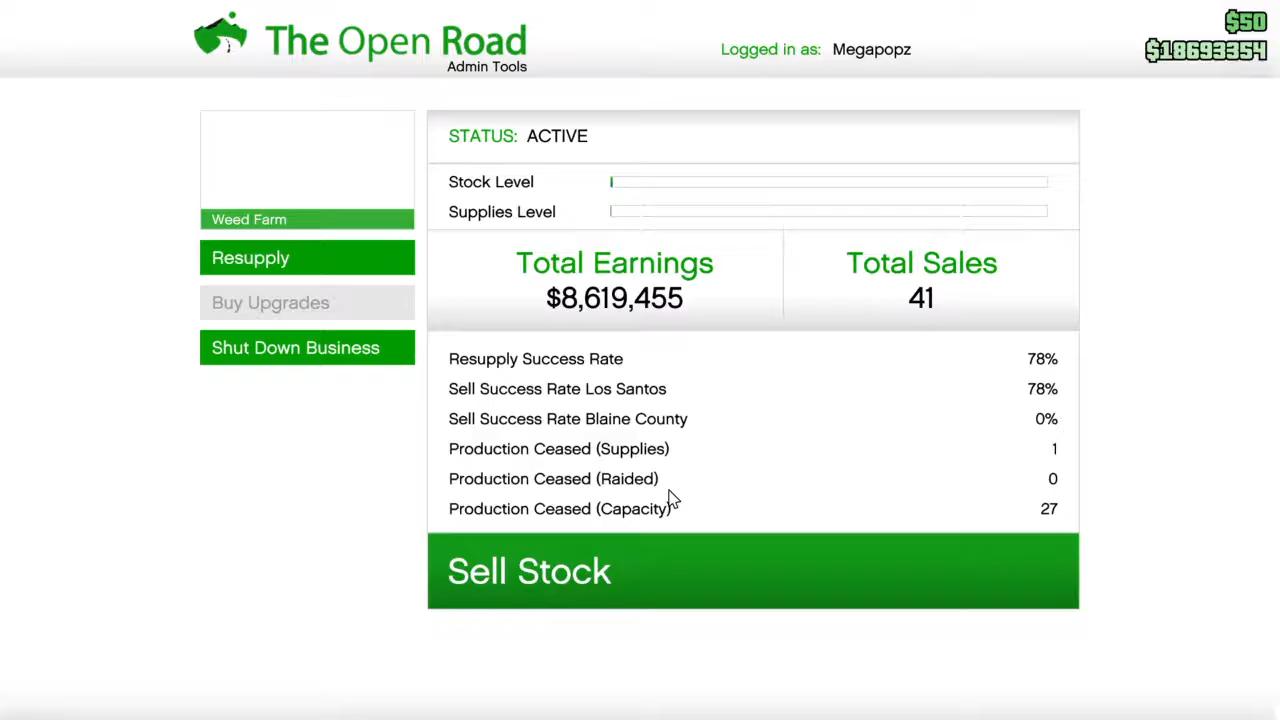 The Open Road
Admin Tools
Logged in as: Megapopz
$50
$18693354
Weed Farm
Resupply
Buy Upgrades
Shut Down Business
STATUS: ACTIVE
Stock Level
Supplies Level
Total Earnings
$8,619,455
Total Sales
41
Resupply Success Rate 78%
Sell Success Rate Los Santos 78%
Sell Success Rate Blaine County 0%
Production Ceased (Supplies) 1
Production Ceased (Raided) 0
Production Ceased (Capacity) 27
Sell Stock